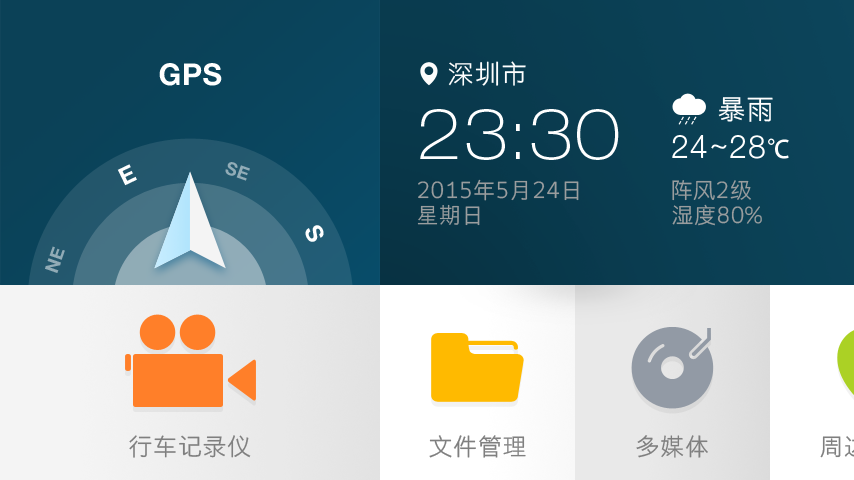 GPS
E
SE
S
NE
深圳市
23:30
2015年5月24日
星期日
暴雨
24~28℃
阵风2级
湿度80%
行车记录仪
文件管理
多媒体
周边